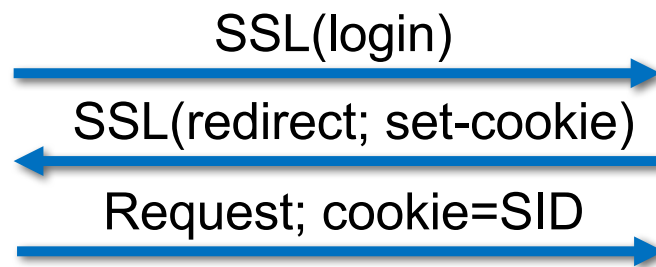 SSL(login)
SSL(redirect; set-cookie)
Request; cookie=SID